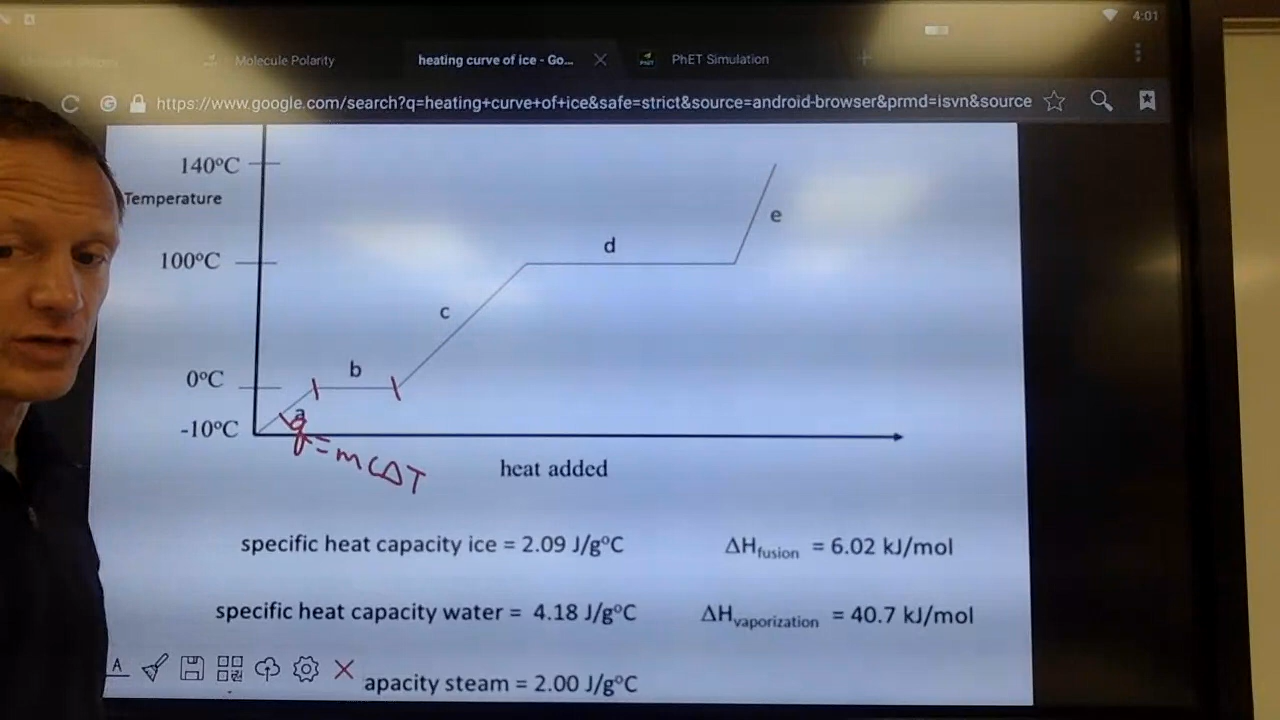 4:01
Molecule Polarity
heating curve of ice - Go...
PhET Simulation
https://www.google.com/search?q=heating+curve+of+ice&safe=strict&source=android-browser&prmd=isvn&source
140°C
Temperature
e
d
100°C
c
b
0°C
a
-10°C
q=mCΔT
heat added
specific heat capacity ice = 2.09 J/g°C
ΔHfusion = 6.02 kJ/mol
specific heat capacity water = 4.18 J/g°C
ΔHvaporization = 40.7 kJ/mol
A
apacity steam = 2.00 J/g°C